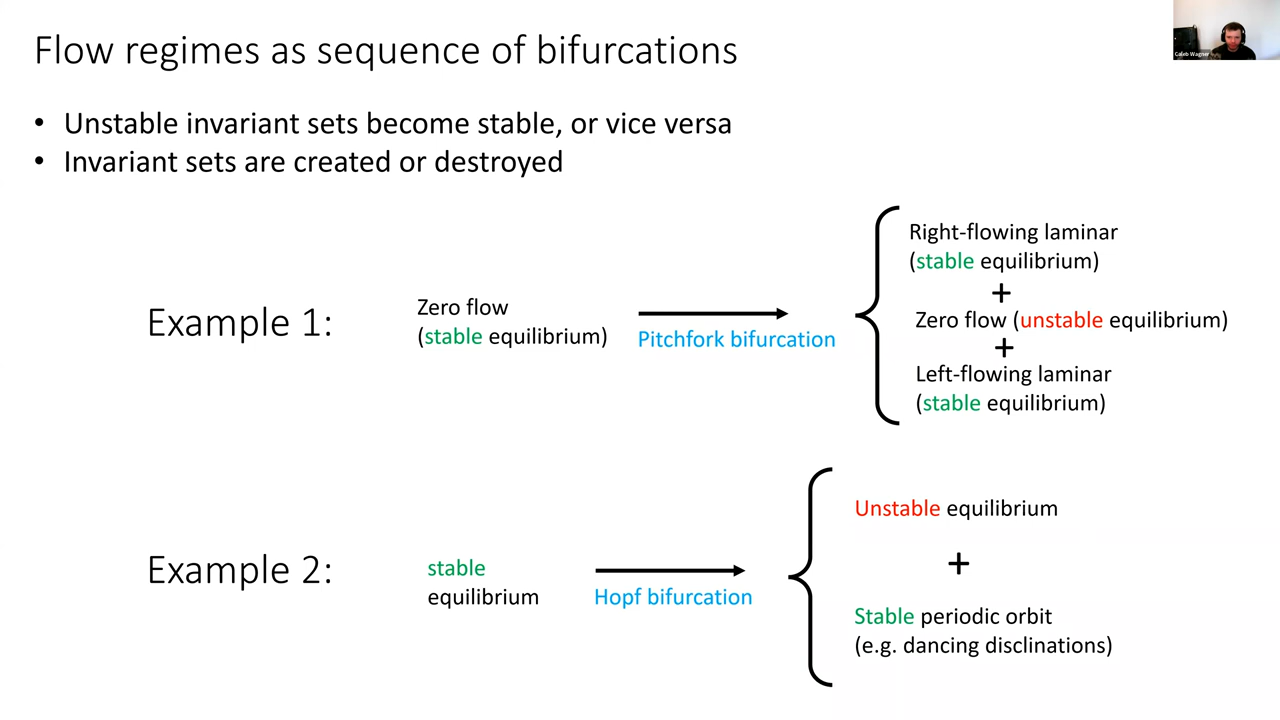 Flow regimes as sequence of bifurcations
Caleb Wagner
• Unstable invariant sets become stable, or vice versa
• Invariant sets are created or destroyed
Example 1:
Zero flow
(stable equilibrium)
Pitchfork bifurcation
Right-flowing laminar
(stable equilibrium)
+
Zero flow (unstable equilibrium)
+
Left-flowing laminar
(stable equilibrium)
Example 2:
stable
equilibrium
Hopf bifurcation
Unstable equilibrium
+
Stable periodic orbit
(e.g. dancing disclinations)